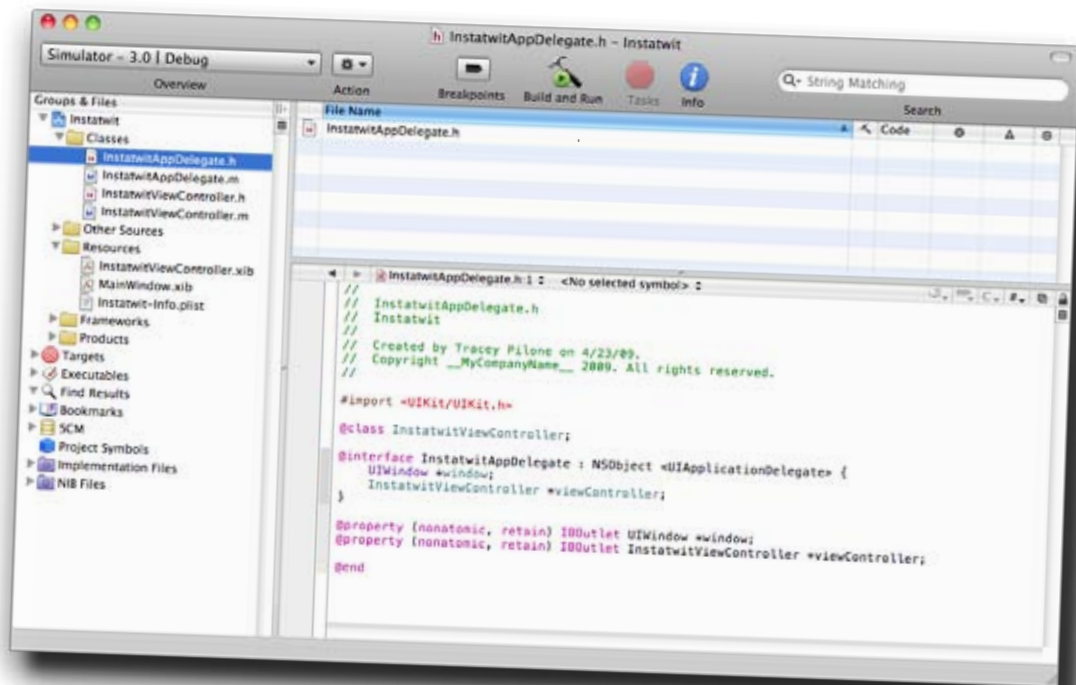 InstatwitAppDelegate.h - Instatwit
Simulator - 3.0 | Debug
Overview
Action
Breakpoints
Build and Run
Tasks
Info
String Matching
Search
Groups & Files
Instatwit
Classes
InstatwitAppDelegate.h
InstatwitAppDelegate.m
InstatwitViewController.h
InstatwitViewController.m
Other Sources
Resources
InstatwitViewController.xib
MainWindow.xib
Instatwit-Info.plist
Frameworks
Products
Targets
Executables
Find Results
Bookmarks
SCM
Project Symbols
Implementation Files
NIB Files
File Name
Code
InstatwitAppDelegate.h
InstatwitAppDelegate.h:1 <No selected symbol>
//
//  InstatwitAppDelegate.h
//  Instatwit
//
//  Created by Tracey Pilone on 4/23/09.
//  Copyright __MyCompanyName__ 2009. All rights reserved.
//
#import <UIKit/UIKit.h>
@class InstatwitViewController;
@interface InstatwitAppDelegate : NSObject <UIApplicationDelegate> {
UIWindow *window;
InstatwitViewController *viewController;
}
@property (nonatomic, retain) IBOutlet UIWindow *window;
@property (nonatomic, retain) IBOutlet InstatwitViewController *viewController;
@end